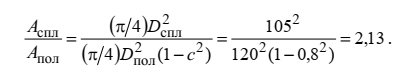 A_спл / A_пол = (π/4)D²_спл / (π/4)D²_пол(1−c²) = 105² / 120²(1−0,8²) = 2,13 .